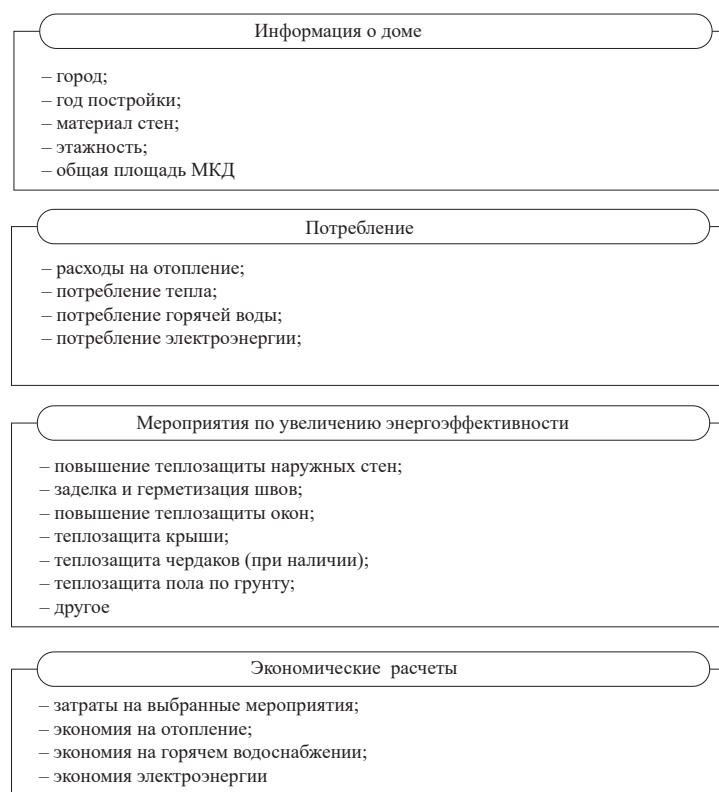 Информация о доме
– город;
– год постройки;
– материал стен;
– этажность;
– общая площадь МКД
Потребление
– расходы на отопление;
– потребление тепла;
– потребление горячей воды;
– потребление электроэнергии;
Мероприятия по увеличению энергоэффективности
– повышение теплозащиты наружных стен;
– заделка и герметизация швов;
– повышение теплозащиты окон;
– теплозащита крыши;
– теплозащита чердаков (при наличии);
– теплозащита пола по грунту;
– другое
Экономические расчеты
– затраты на выбранные мероприятия;
– экономия на отопление;
– экономия на горячем водоснабжении;
– экономия электроэнергии